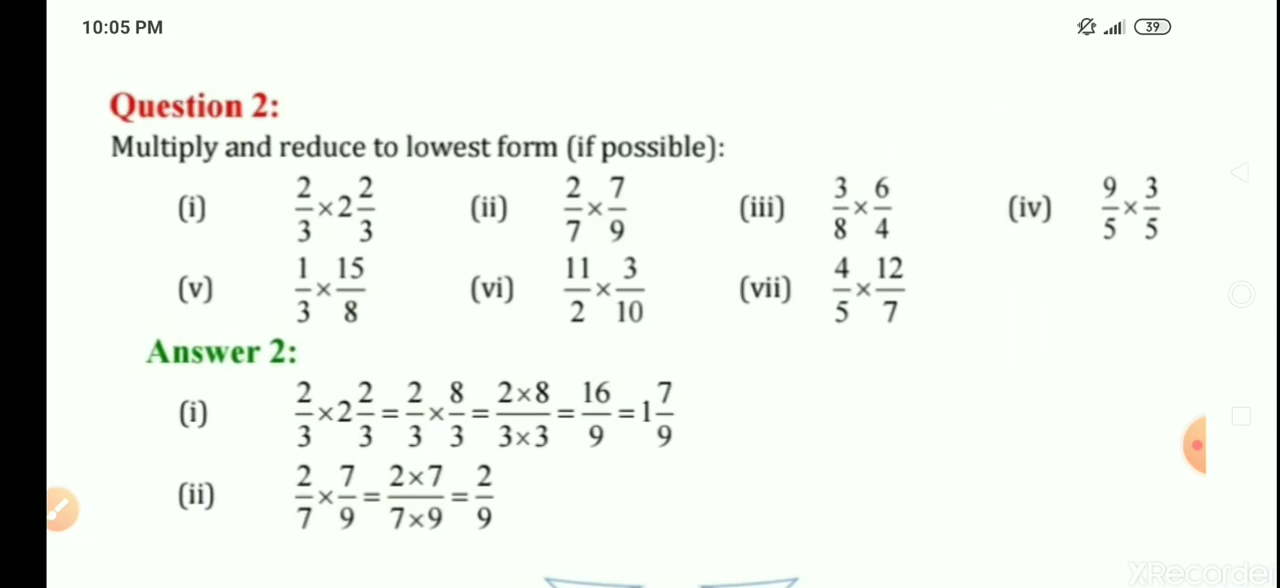 10:05 PM 39
Question 2:
Multiply and reduce to lowest form (if possible):
(i) 2/3 × 2 2/3 (ii) 2/7 × 7/9 (iii) 3/8 × 6/4 (iv) 9/5 × 3/5
(v) 1/3 × 15/8 (vi) 11/2 × 3/10 (vii) 4/5 × 12/7
Answer 2:
(i) 2/3 × 2 2/3 = 2/3 × 8/3 = 2×8/3×3 = 16/9 = 1 7/9
(ii) 2/7 × 7/9 = 2×7/7×9 = 2/9
XRecorder